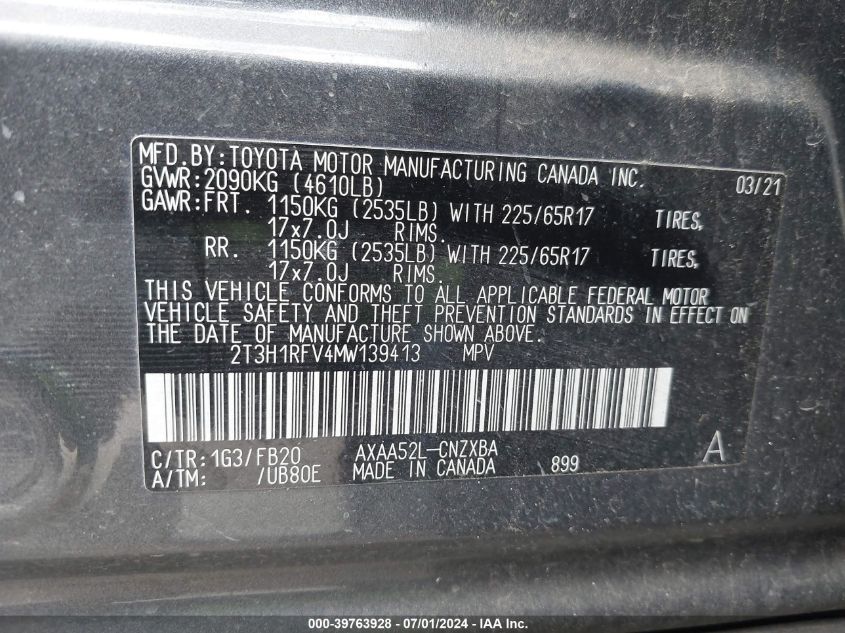 MFD.BY:TOYOTA MOTOR MANUFACTURING CANADA INC. 03/21
GVWR:2090KG (4610LB)
GAWR:FRT. 1150KG (2535LB) WITH 225/65R17 TIRES,
17x7.0J RIMS.
RR. 1150KG (2535LB) WITH 225/65R17 TIRES,
17x7.0J RIMS.
THIS VEHICLE CONFORMS TO ALL APPLICABLE FEDERAL MOTOR
VEHICLE SAFETY AND THEFT PREVENTION STANDARDS IN EFFECT ON
THE DATE OF MANUFACTURE SHOWN ABOVE.
2T3H1RFV4MW139413 MPV
C/TR:1G3/FB20 AXAA52L-CNZXBA A
A/TM: /UB80E MADE IN CANADA 899
000-39763928 - 07/01/2024 - IAA Inc.